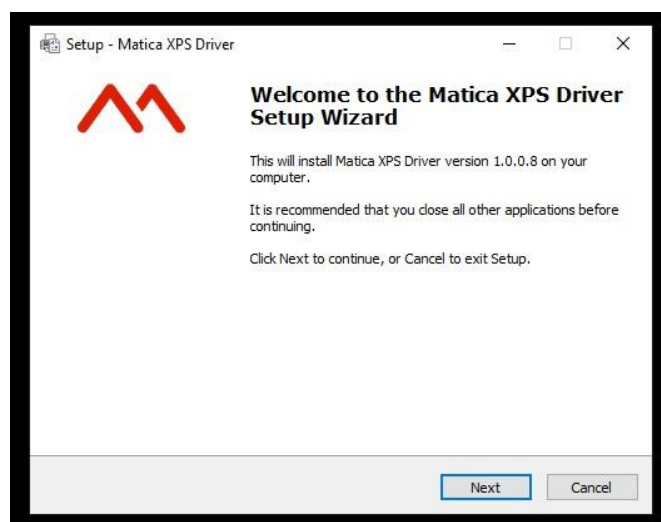 Setup - Matica XPS Driver
Welcome to the Matica XPS Driver
Setup Wizard
This will install Matica XPS Driver version 1.0.0.8 on your
computer.
It is recommended that you close all other applications before
continuing.
Click Next to continue, or Cancel to exit Setup.
Next
Cancel